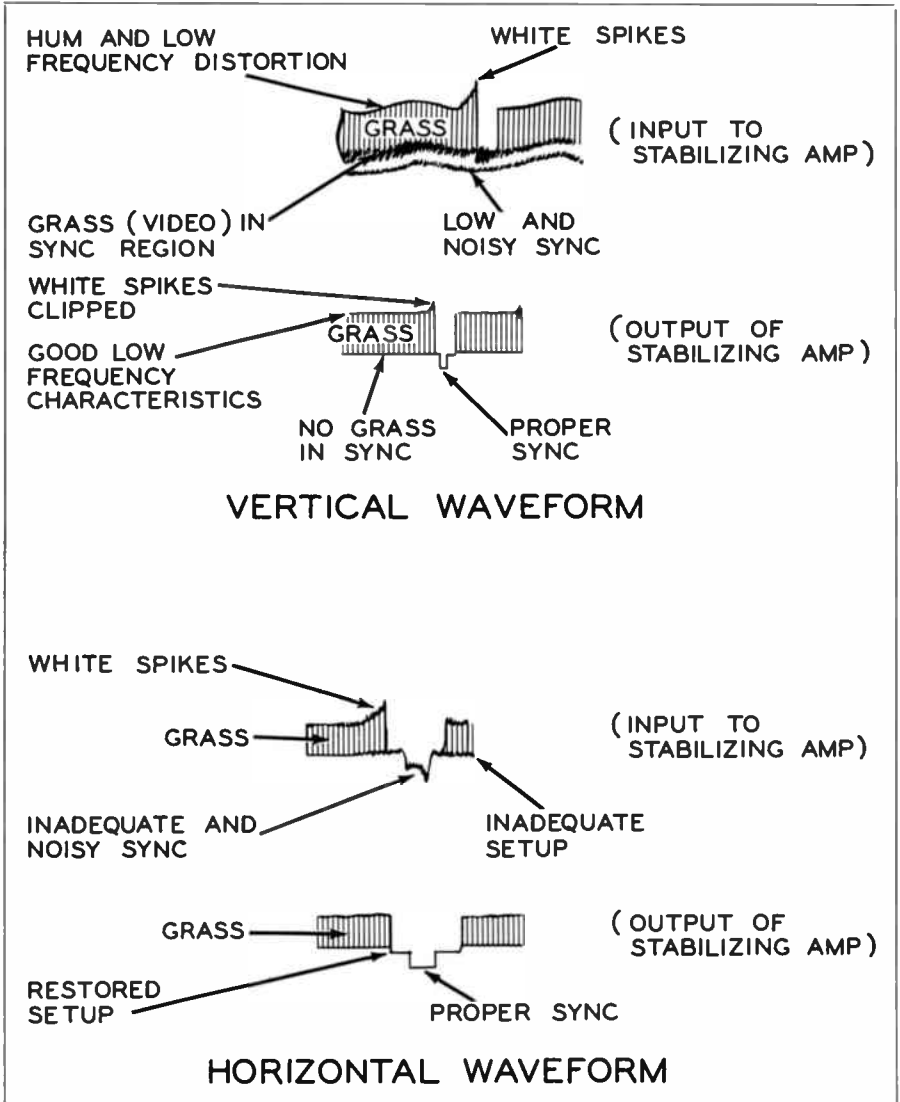 HUM AND LOW
FREQUENCY DISTORTION
WHITE SPIKES
GRASS
(INPUT TO
STABILIZING AMP)
GRASS (VIDEO) IN
SYNC REGION
LOW AND
NOISY SYNC
WHITE SPIKES
CLIPPED
GRASS
(OUTPUT OF
STABILIZING AMP)
GOOD LOW
FREQUENCY
CHARACTERISTICS
NO GRASS
IN SYNC
PROPER
SYNC
VERTICAL WAVEFORM
WHITE SPIKES
GRASS
(INPUT TO
STABILIZING AMP)
INADEQUATE AND
NOISY SYNC
INADEQUATE
SETUP
GRASS
(OUTPUT OF
STABILIZING AMP)
RESTORED
SETUP
PROPER SYNC
HORIZONTAL WAVEFORM